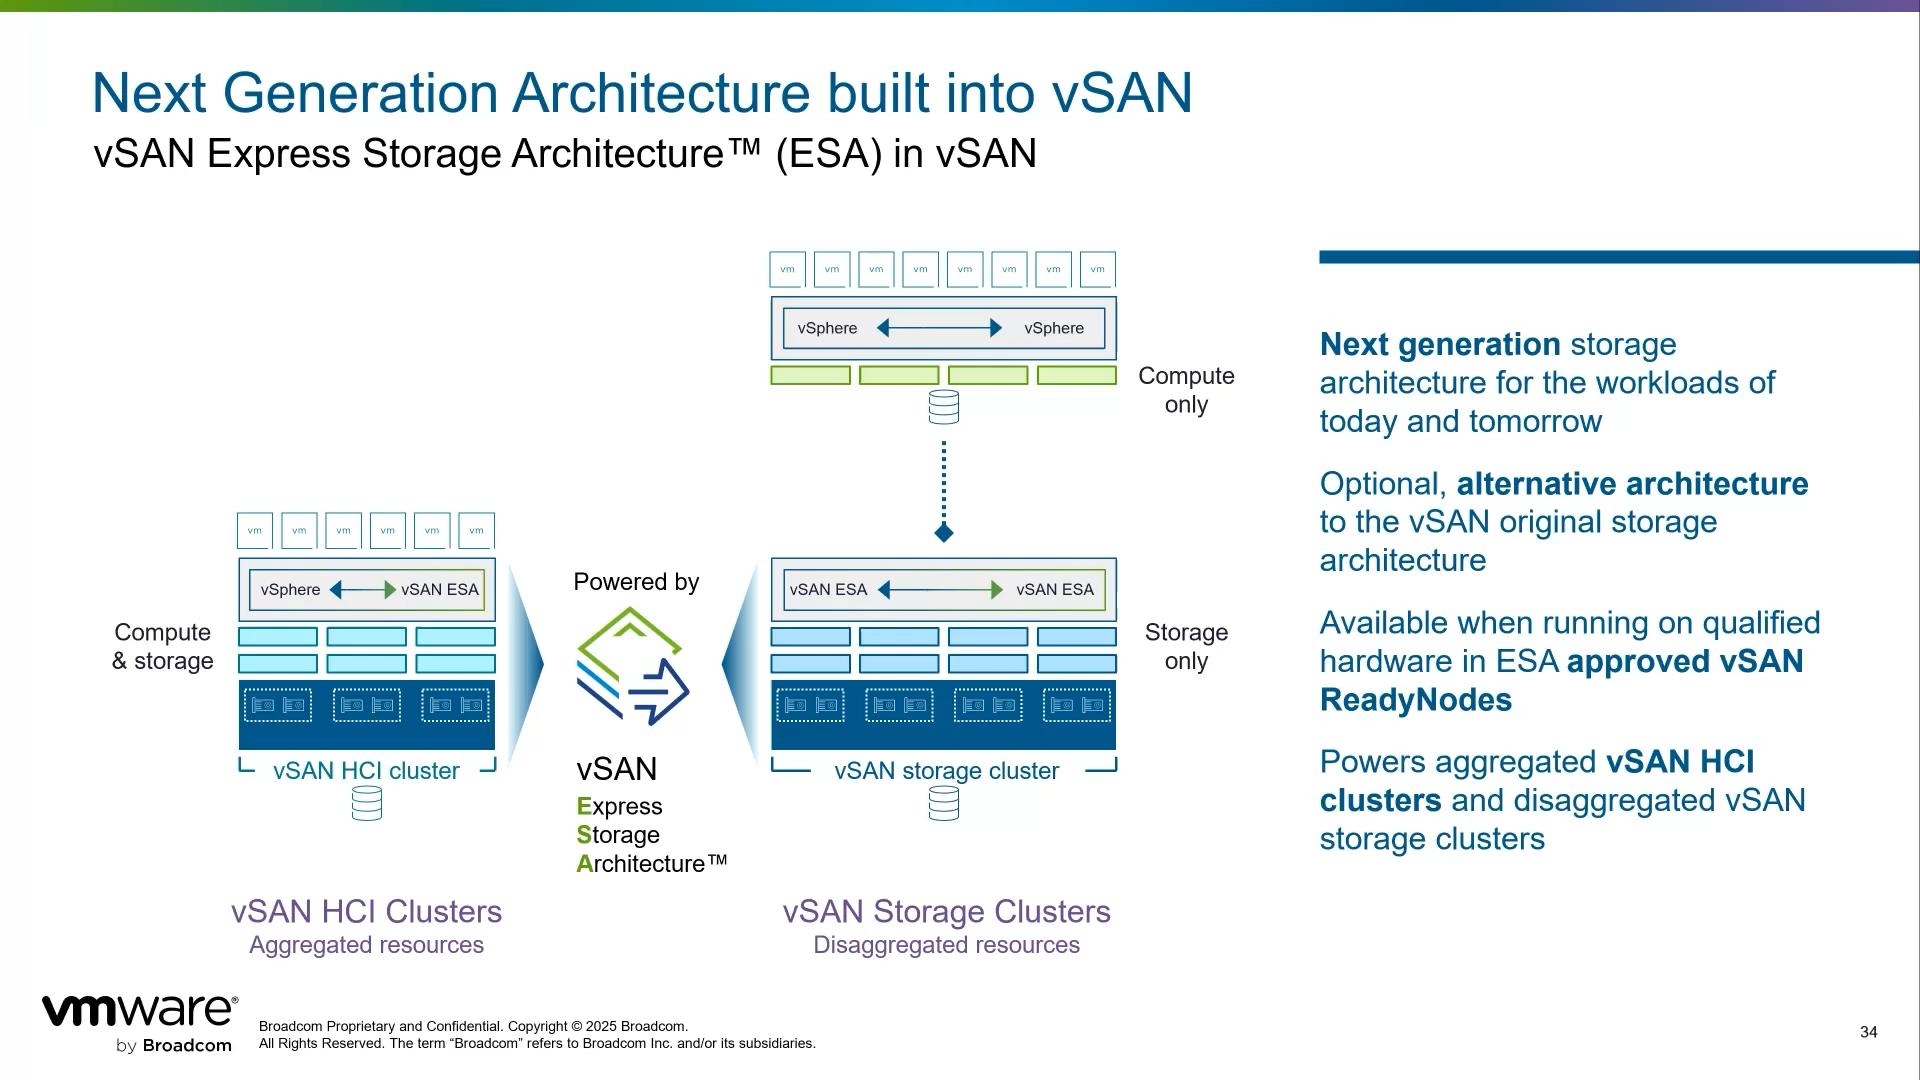 Next Generation Architecture built into vSAN
vSAN Express Storage Architecture™ (ESA) in vSAN
vm vm vm vm vm vm vm vm
vSphere vSphere
Compute
only
vm vm vm vm vm vm
vSphere vSAN ESA
Compute
& storage
vSAN HCI cluster
Powered by
vSAN
Express
Storage
Architecture™
vSAN ESA vSAN ESA
Storage
only
vSAN storage cluster
vSAN HCI Clusters
Aggregated resources
vSAN Storage Clusters
Disaggregated resources
Next generation storage
architecture for the workloads of
today and tomorrow
Optional, alternative architecture
to the vSAN original storage
architecture
Available when running on qualified
hardware in ESA approved vSAN
ReadyNodes
Powers aggregated vSAN HCI
clusters and disaggregated vSAN
storage clusters
vmware®
by Broadcom
Broadcom Proprietary and Confidential. Copyright © 2025 Broadcom.
All Rights Reserved. The term “Broadcom” refers to Broadcom Inc. and/or its subsidiaries.
34